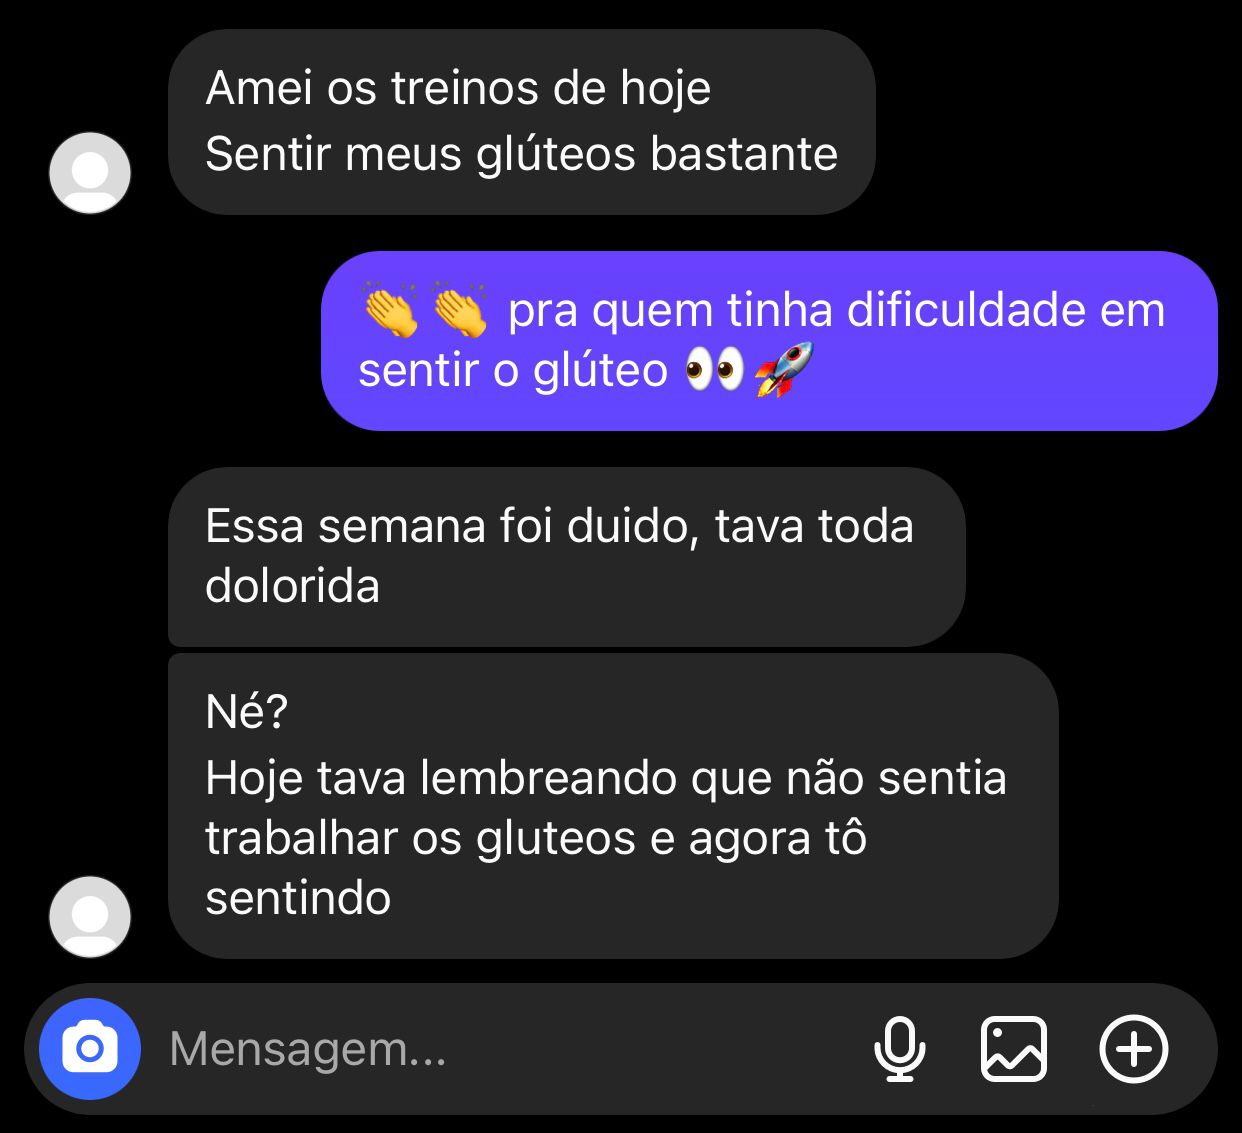 Amei os treinos de hoje
Sentir meus glúteos bastante
👏👏 pra quem tinha dificuldade em
sentir o glúteo 👀🚀
Essa semana foi duido, tava toda
dolorida
Né?
Hoje tava lembreando que não sentia
trabalhar os gluteos e agora tô
sentindo
Mensagem...